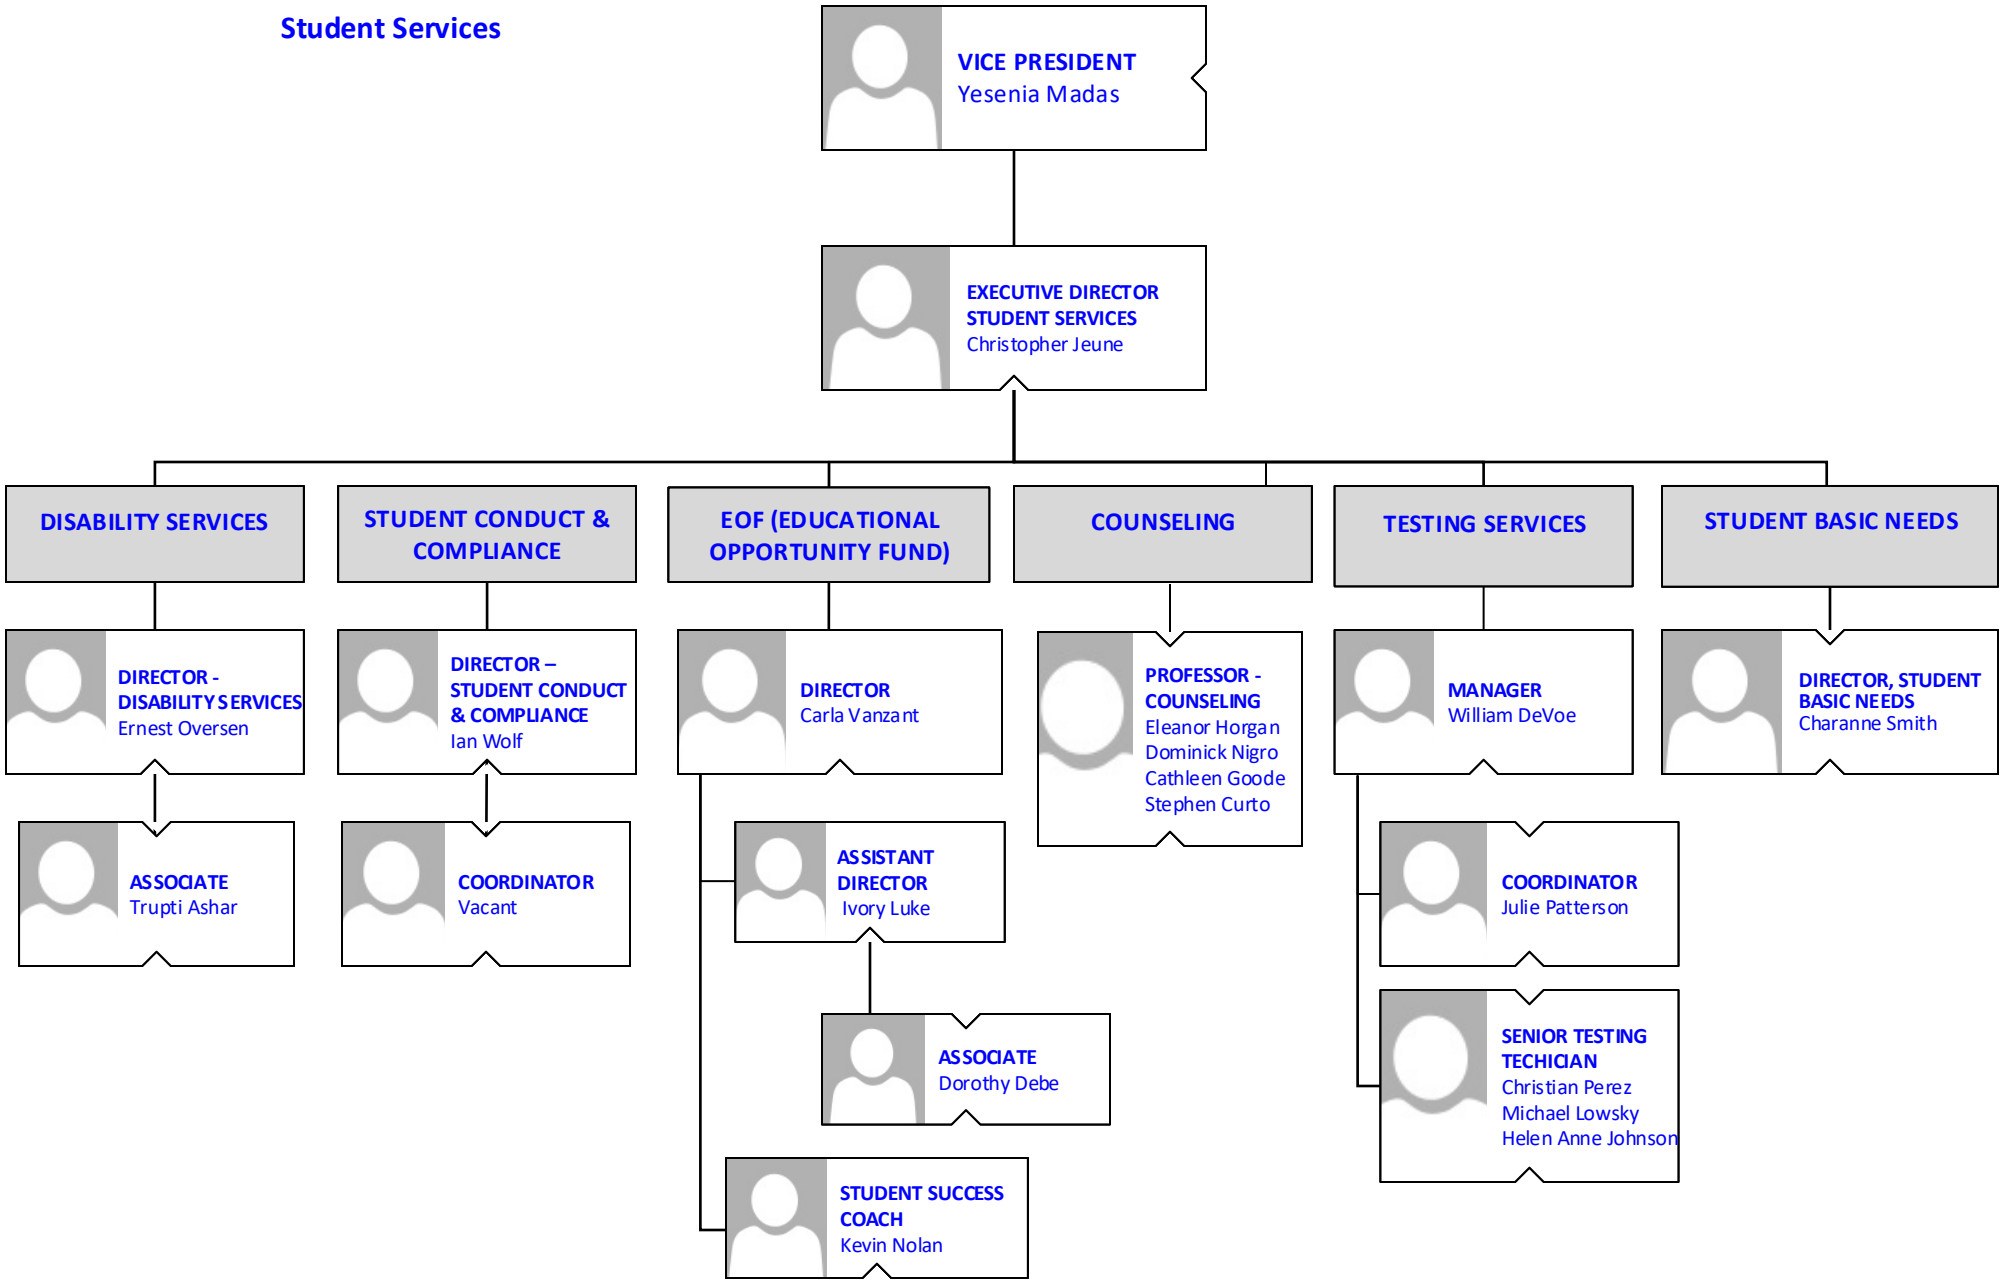 Student Services
VICE PRESIDENT
Yesenia Madas
EXECUTIVE DIRECTOR
STUDENT SERVICES
Christopher Jeune
DISABILITY SERVICES
STUDENT CONDUCT &
COMPLIANCE
EOF (EDUCATIONAL
OPPORTUNITY FUND)
COUNSELING
TESTING SERVICES
STUDENT BASIC NEEDS
DIRECTOR -
DISABILITY SERVICES
Ernest Oversen
DIRECTOR –
STUDENT CONDUCT
& COMPLIANCE
Ian Wolf
DIRECTOR
Carla Vanzant
PROFESSOR -
COUNSELING
Eleanor Horgan
Dominick Nigro
Cathleen Goode
Stephen Curto
MANAGER
William DeVoe
DIRECTOR, STUDENT
BASIC NEEDS
Charanne Smith
ASSOCIATE
Trupti Ashar
COORDINATOR
Vacant
ASSISTANT
DIRECTOR
Ivory Luke
COORDINATOR
Julie Patterson
ASSOCIATE
Dorothy Debe
SENIOR TESTING
TECHICIAN
Christian Perez
Michael Lowsky
Helen Anne Johnson
STUDENT SUCCESS
COACH
Kevin Nolan